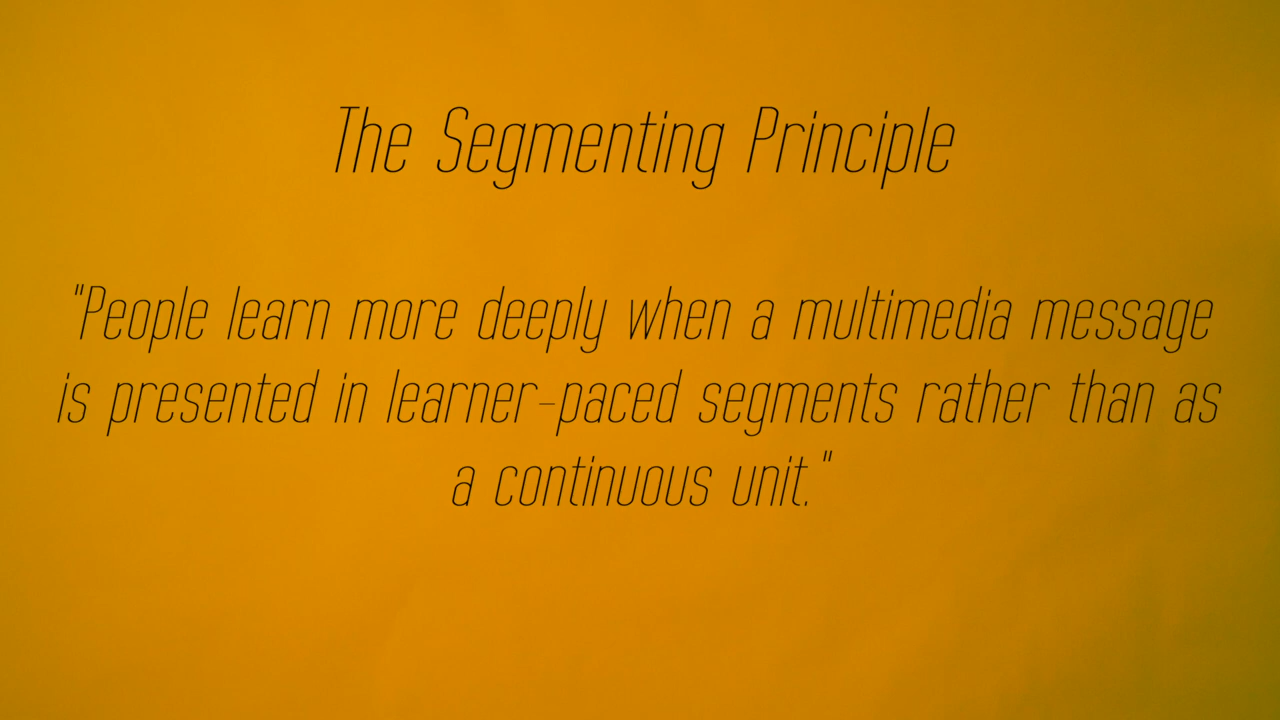 The Segmenting Principle
"People learn more deeply when a multimedia message
is presented in learner-paced segments rather than as
a continuous unit."